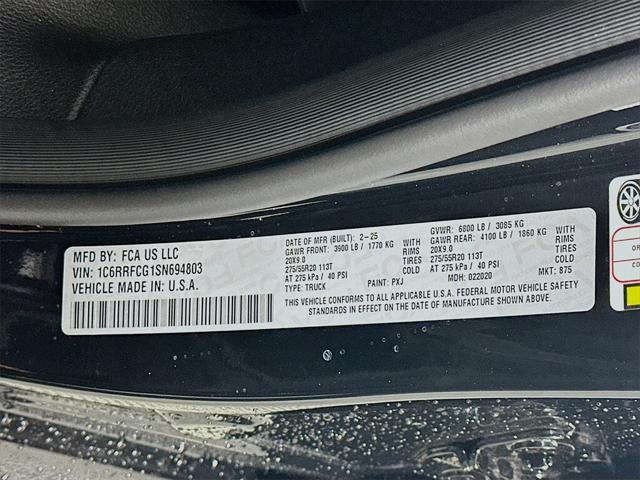 MFD BY: FCA US LLC
VIN: 1C6RRFCG1SN694803
VEHICLE MADE IN: U.S.A.
DATE OF MFR (BUILT): 2-25
GAWR FRONT: 3900 LB / 1770 KG WITH
20X9.0 RIMS
275/55R20 113T TIRES
AT 275 kPa / 40 PSI COLD
TYPE: TRUCK PAINT: PXJ
GVWR: 6800 LB / 3085 KG
GAWR REAR: 4100 LB / 1860 KG WITH
20X9.0 RIMS
275/55R20 113T TIRES
AT 275 kPa / 40 PSI COLD
MDH: 022020 MKT: 875
THIS VEHICLE CONFORMS TO ALL APPLICABLE U.S.A. FEDERAL MOTOR VEHICLE SAFETY
STANDARDS IN EFFECT ON THE DATE OF MANUFACTURE SHOWN ABOVE.